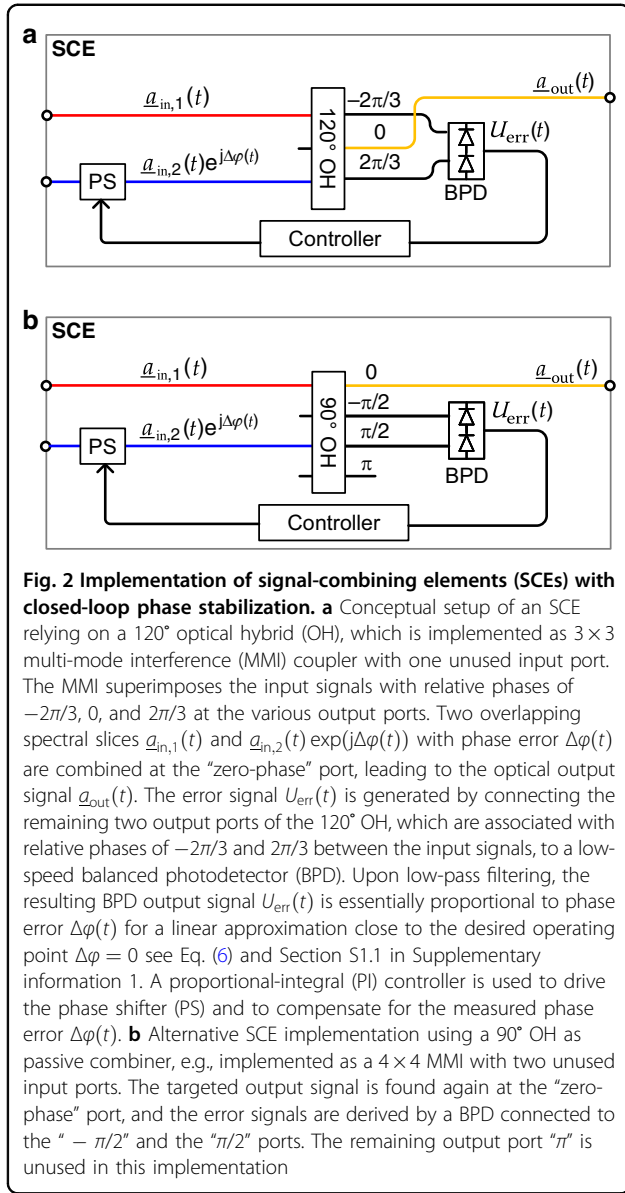 a
SCE
a_in,1(t)
−2π/3
a_out(t)
120° OH
0
U_err(t)
PS
a_in,2(t)e^jΔφ(t)
2π/3
BPD
Controller
b
SCE
a_in,1(t)
0
a_out(t)
90° OH
−π/2
U_err(t)
PS
a_in,2(t)e^jΔφ(t)
π/2
BPD
π
Controller
Fig. 2 Implementation of signal-combining elements (SCEs) with
closed-loop phase stabilization. a Conceptual setup of an SCE
relying on a 120° optical hybrid (OH), which is implemented as 3 × 3
multi-mode interference (MMI) coupler with one unused input port.
The MMI superimposes the input signals with relative phases of
−2π/3, 0, and 2π/3 at the various output ports. Two overlapping
spectral slices a_in,1(t) and a_in,2(t) exp(jΔφ(t)) with phase error Δφ(t)
are combined at the “zero-phase” port, leading to the optical output
signal a_out(t). The error signal U_err(t) is generated by connecting the
remaining two output ports of the 120° OH, which are associated with
relative phases of −2π/3 and 2π/3 between the input signals, to a low-
speed balanced photodetector (BPD). Upon low-pass filtering, the
resulting BPD output signal U_err(t) is essentially proportional to phase
error Δφ(t) for a linear approximation close to the desired operating
point Δφ = 0 see Eq. (6) and Section S1.1 in Supplementary
information 1. A proportional-integral (PI) controller is used to drive
the phase shifter (PS) and to compensate for the measured phase
error Δφ(t). b Alternative SCE implementation using a 90° OH as
passive combiner, e.g., implemented as a 4 × 4 MMI with two unused
input ports. The targeted output signal is found again at the “zero-
phase” port, and the error signals are derived by a BPD connected to
the “ − π/2” and the “π/2” ports. The remaining output port “π” is
unused in this implementation